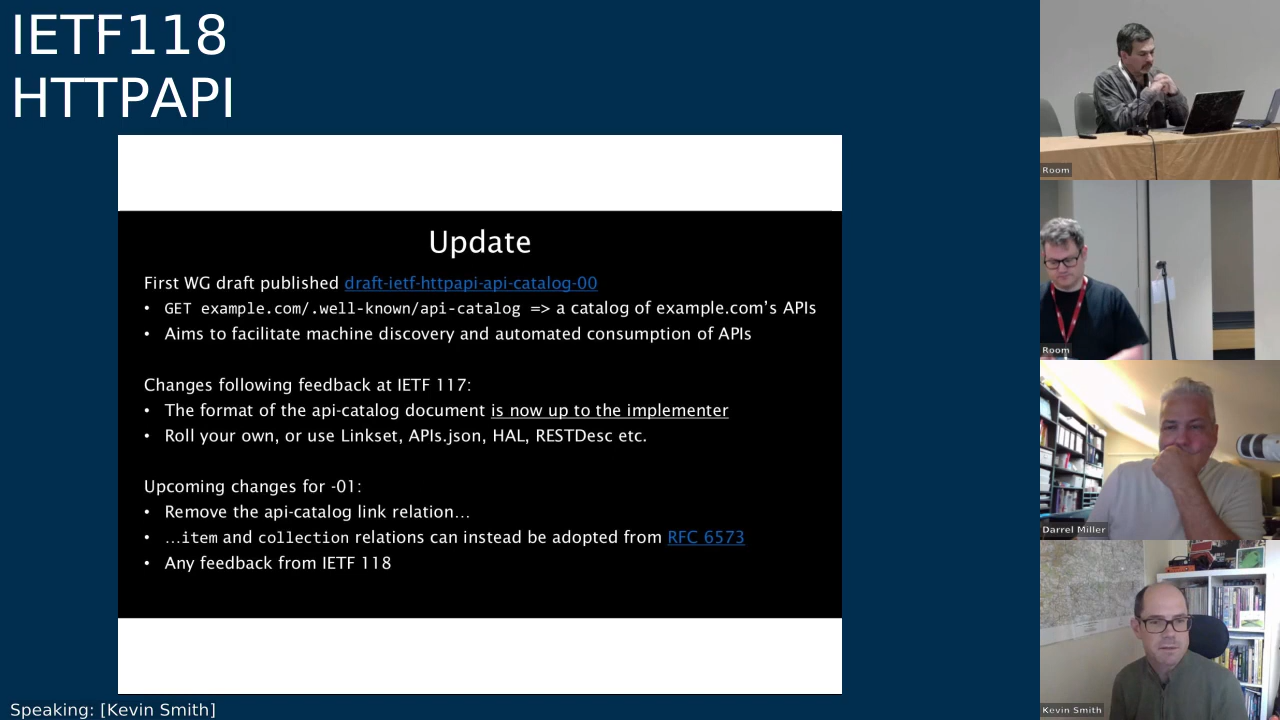 IETF118
HTTPAPI
Update
First WG draft published draft-ietf-httpapi-api-catalog-00
• GET example.com/.well-known/api-catalog => a catalog of example.com’s APIs
• Aims to facilitate machine discovery and automated consumption of APIs
Changes following feedback at IETF 117:
• The format of the api-catalog document is now up to the implementer
• Roll your own, or use Linkset, APIs.json, HAL, RESTDesc etc.
Upcoming changes for -01:
• Remove the api-catalog link relation…
• …item and collection relations can instead be adopted from RFC 6573
• Any feedback from IETF 118
Room
Room
Darrel Miller
Kevin Smith
Speaking: [Kevin Smith]